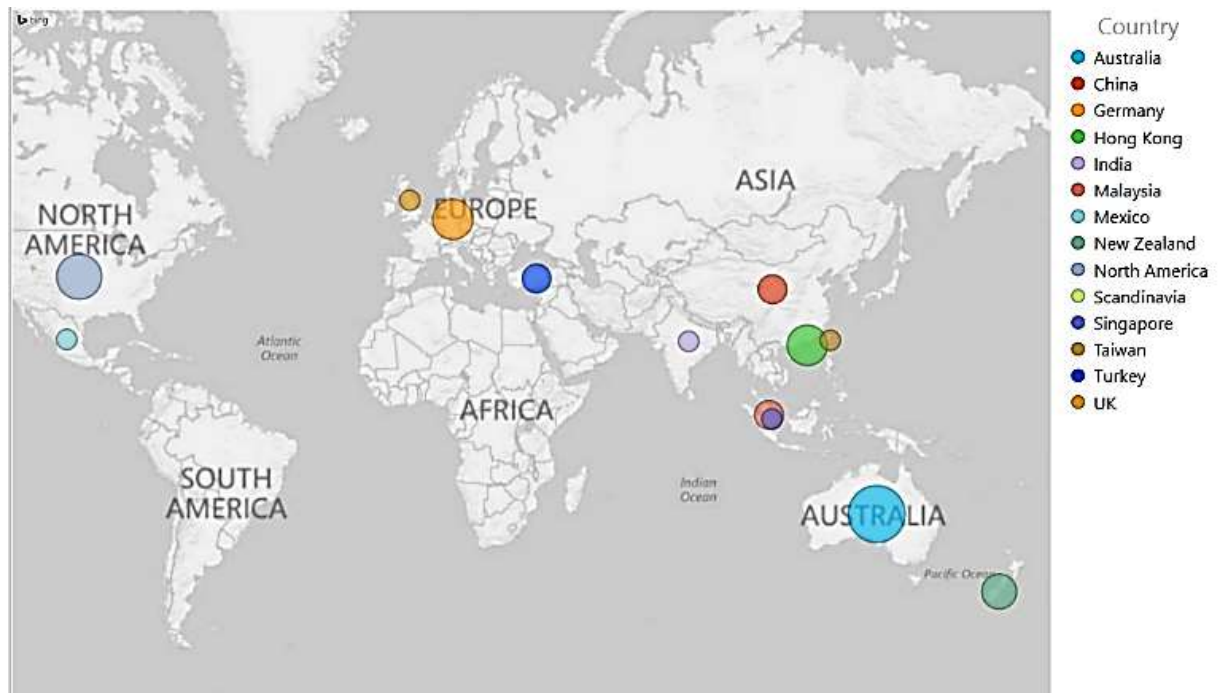 bing
NORTH
AMERICA
EUROPE
ASIA
Atlantic
Ocean
AFRICA
SOUTH
AMERICA
Indian
Ocean
AUSTRALIA
Pacific Ocean
Country
Australia
China
Germany
Hong Kong
India
Malaysia
Mexico
New Zealand
North America
Scandinavia
Singapore
Taiwan
Turkey
UK